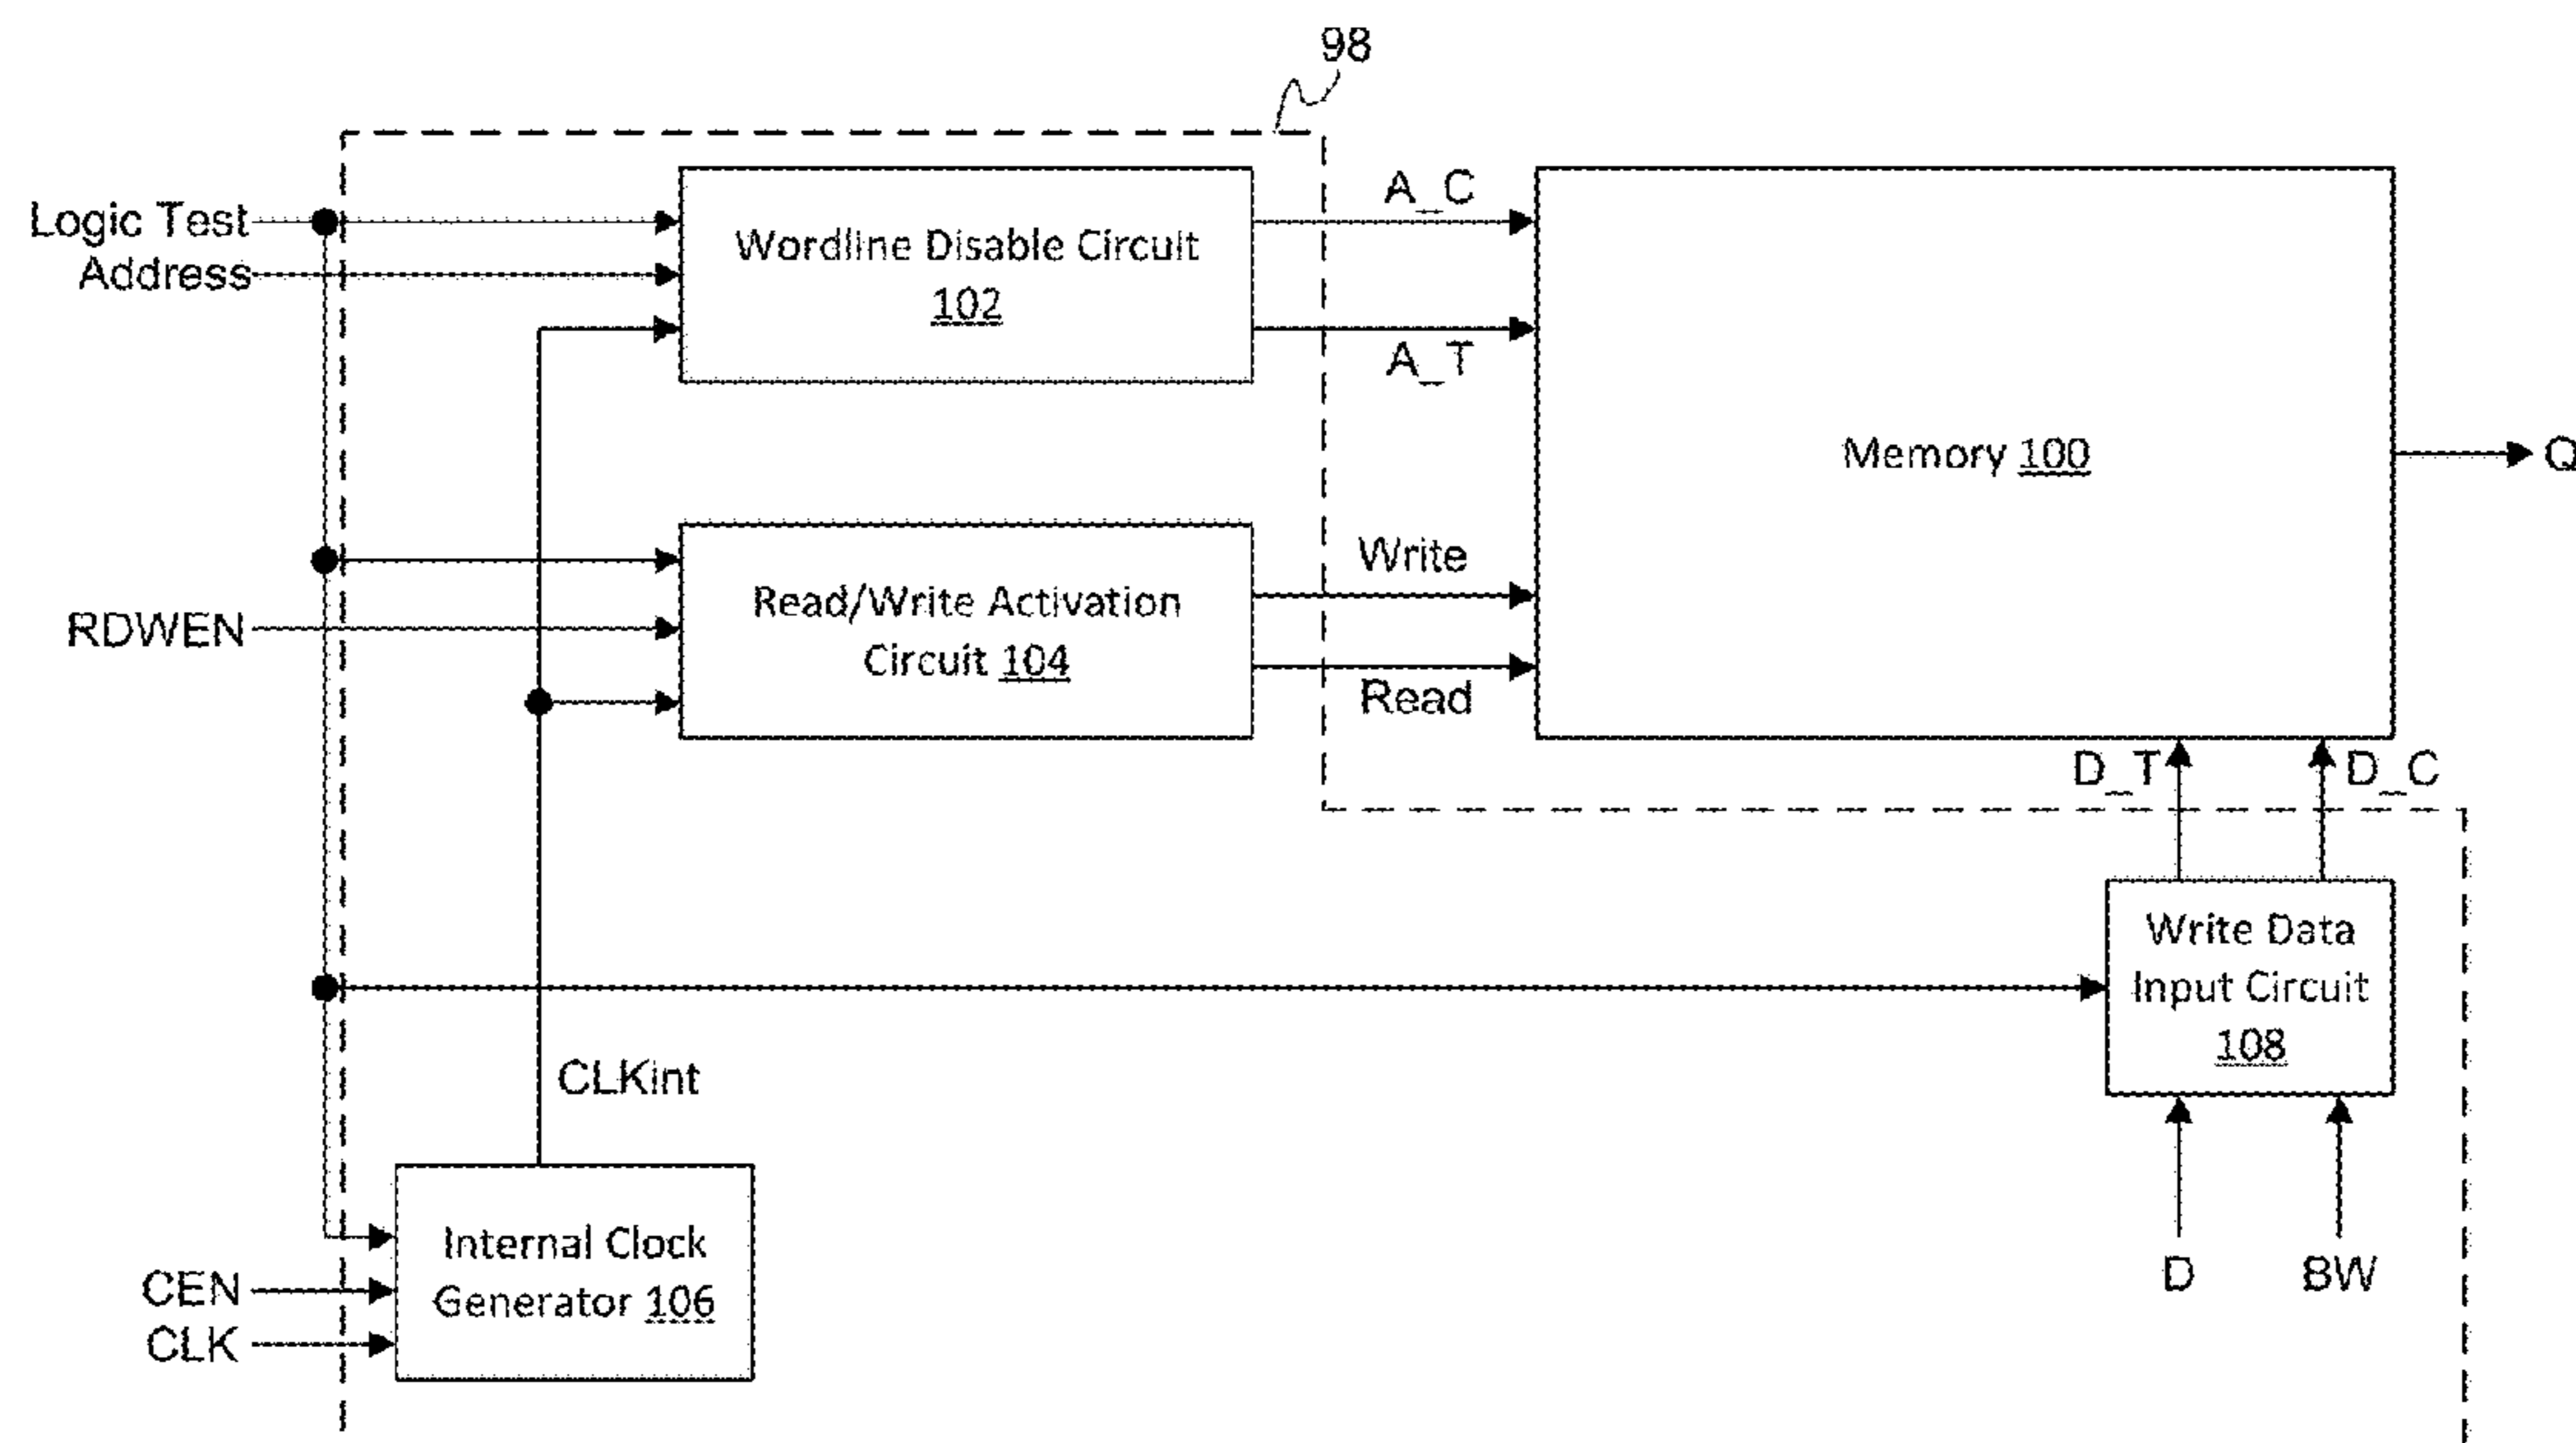 98
Logic Test
Address
Wordline Disable Circuit
102
A_C
A_T
Memory 100
Q
RDWEN
Read/Write Activation
Circuit 104
Write
Read
D_T
D_C
Write Data
Input Circuit
108
CLKint
D
BW
CEN
CLK
Internal Clock
Generator 106